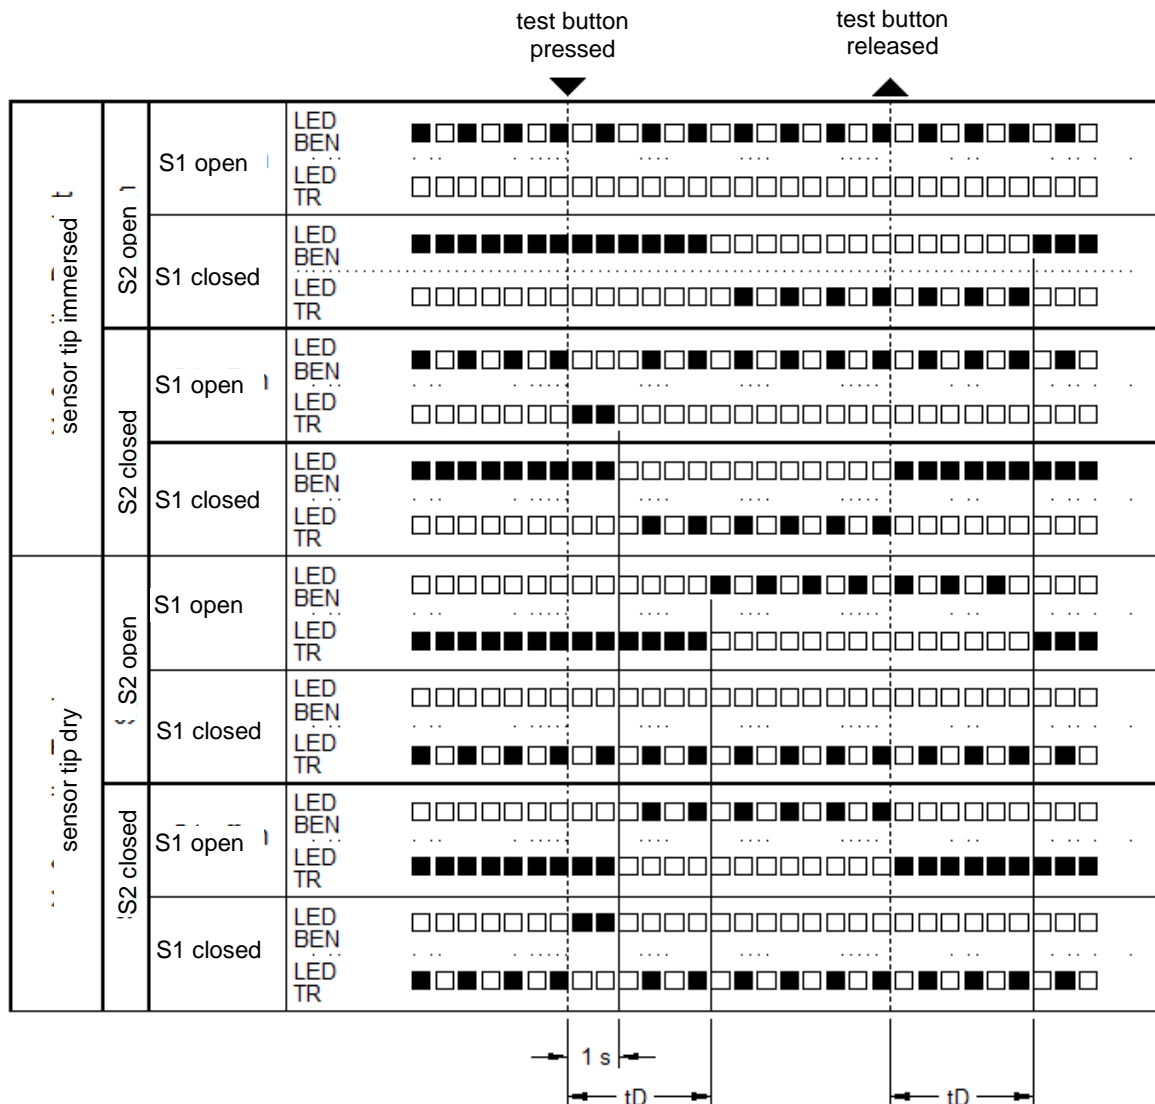 test button
pressed
test button
released
sensor tip immersed
S2 open
S1 open
LED
BEN
LED
TR
S1 closed
LED
BEN
LED
TR
S2 closed
S1 open
LED
BEN
LED
TR
S1 closed
LED
BEN
LED
TR
sensor tip dry
S2 open
S1 open
LED
BEN
LED
TR
S1 closed
LED
BEN
LED
TR
S2 closed
S1 open
LED
BEN
LED
TR
S1 closed
LED
BEN
LED
TR
1 s
tD
tD